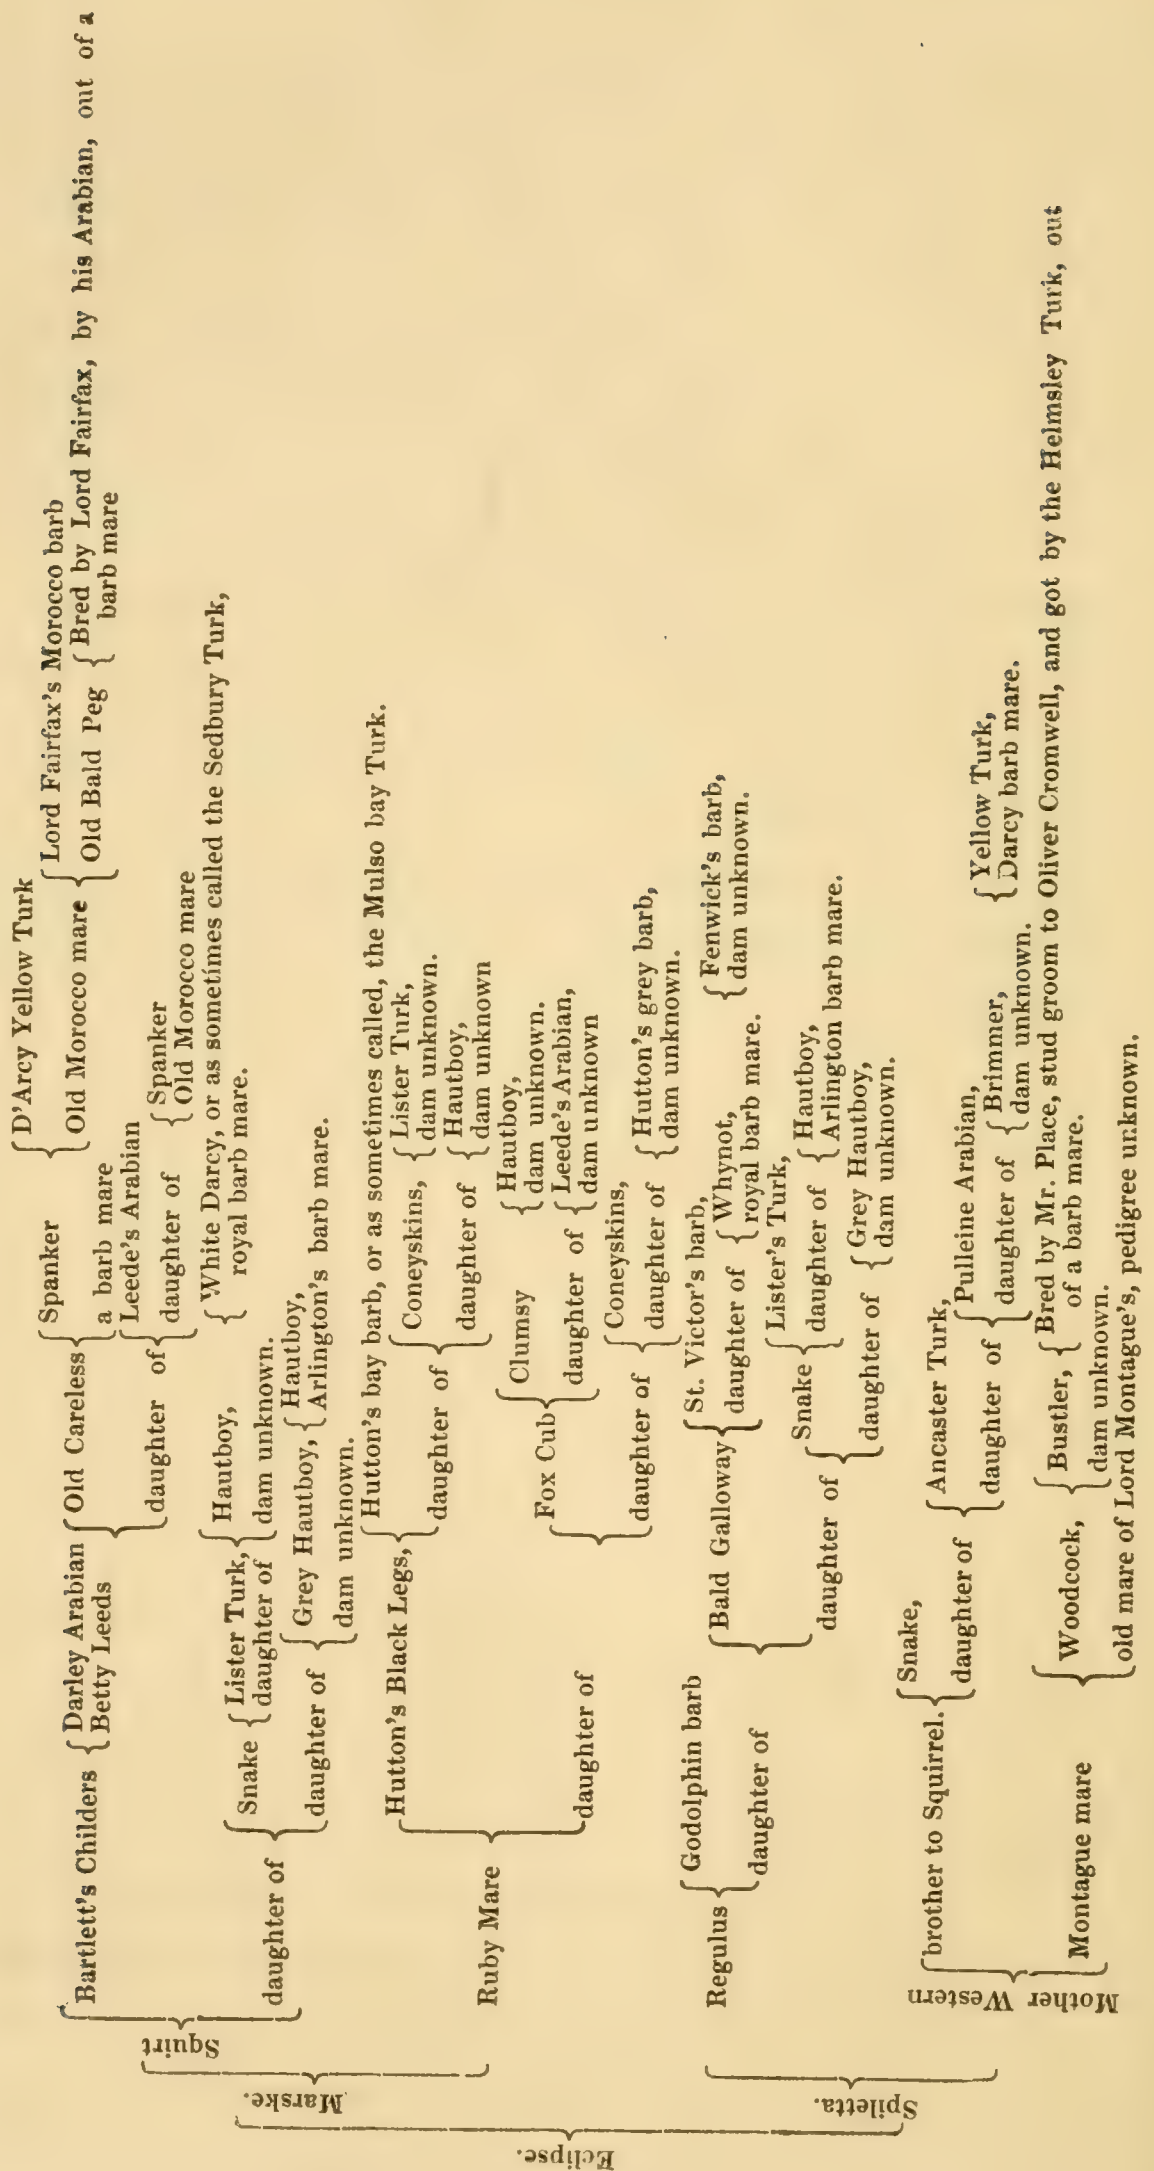 Eclipse.
Marske.
Spiletta.
Squirt
Mother Western
Bartlett's Childers
Darley Arabian
Betty Leeds
Old Careless
Spanker
D'Arcy Yellow Turk
Old Morocco mare
Lord Fairfax's Morocco barb
Old Bald Peg
Bred by Lord Fairfax, by his Arabian, out of a
barb mare
a barb mare
daughter of
Leede's Arabian
daughter of
Spanker
Old Morocco mare
daughter of
Snake
Lister Turk,
daughter of
Hautboy,
dam unknown.
White Darcy, or as sometimes called the Sedbury Turk,
royal barb mare.
daughter of
Grey Hautboy,
dam unknown.
Hautboy,
Arlington's barb mare.
Ruby Mare
Hutton's Black Legs,
Hutton's bay barb, or as sometimes called, the Mulso bay Turk.
daughter of
Coneyskins,
Lister Turk,
dam unknown.
daughter of
Hautboy,
dam unknown
daughter of
Fox Cub
Clumsy
Hautboy,
dam unknown.
daughter of
Leede's Arabian,
dam unknown
daughter of
Coneyskins,
daughter of
Hutton's grey barb,
dam unknown.
Regulus
Godolphin barb
daughter of
Bald Galloway
St. Victor's barb,
daughter of
Whynot,
royal barb mare.
Fenwick's barb,
dam unknown.
daughter of
Snake
Lister's Turk,
daughter of
Hautboy,
Arlington barb mare.
daughter of
Grey Hautboy,
dam unknown.
brother to Squirrel.
Snake,
daughter of
Ancaster Turk,
daughter of
Pulleine Arabian,
daughter of
Brimmer,
dam unknown.
Yellow Turk,
Darcy barb mare.
Montague mare
Woodcock,
Bustler,
Bred by Mr. Place, stud groom to Oliver Cromwell, and got by the Helmsley Turk, out
of a barb mare.
dam unknown.
old mare of Lord Montague's, pedigree unknown.